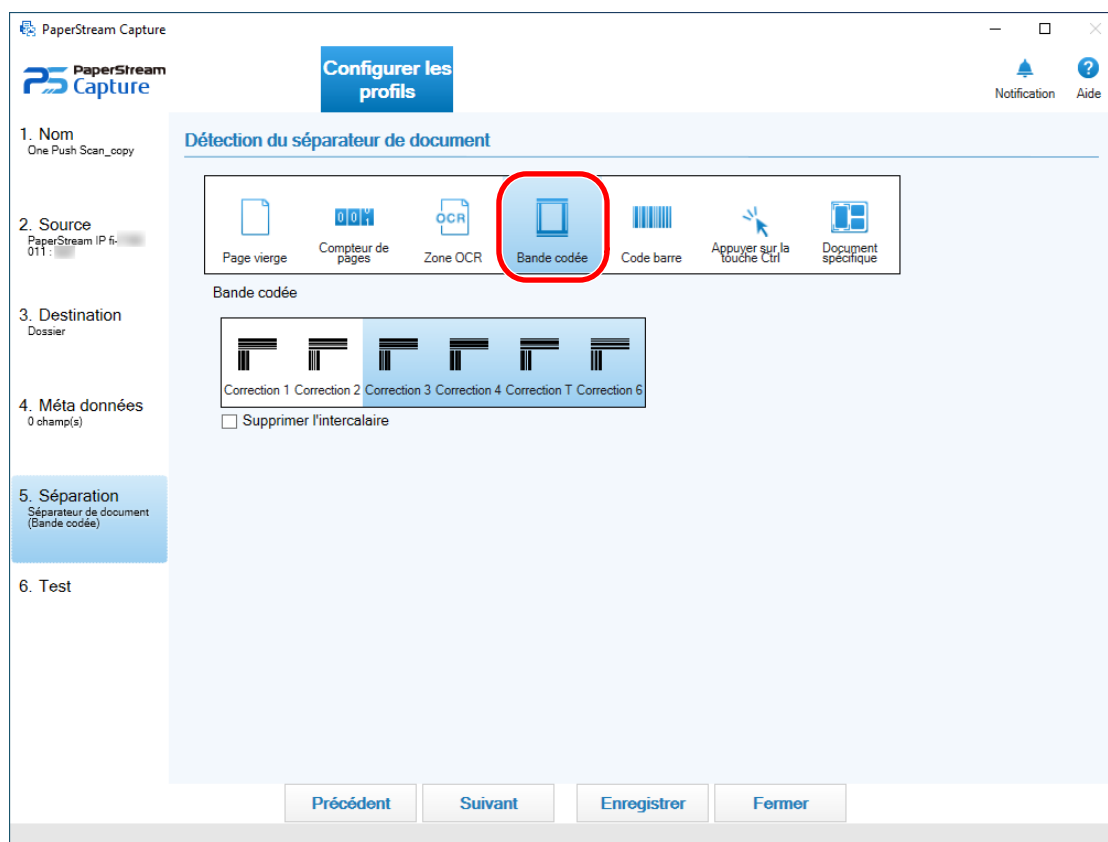 PaperStream Capture
PaperStream
Capture
Configurer les
profils
Notification
Aide
1. Nom
One Push Scan_copy
2. Source
PaperStream IP fi-
011 :
3. Destination
Dossier
4. Méta données
0 champ(s)
5. Séparation
Séparateur de document
(Bande codée)
6. Test
Détection du séparateur de document
Page vierge
001
Compteur de
pages
OCR
Zone OCR
Bande codée
Code barre
Appuyer sur la
touche Ctrl
Document
spécifique
Bande codée
Correction 1 Correction 2 Correction 3 Correction 4 Correction T Correction 6
Supprimer l'intercalaire
Précédent
Suivant
Enregistrer
Fermer